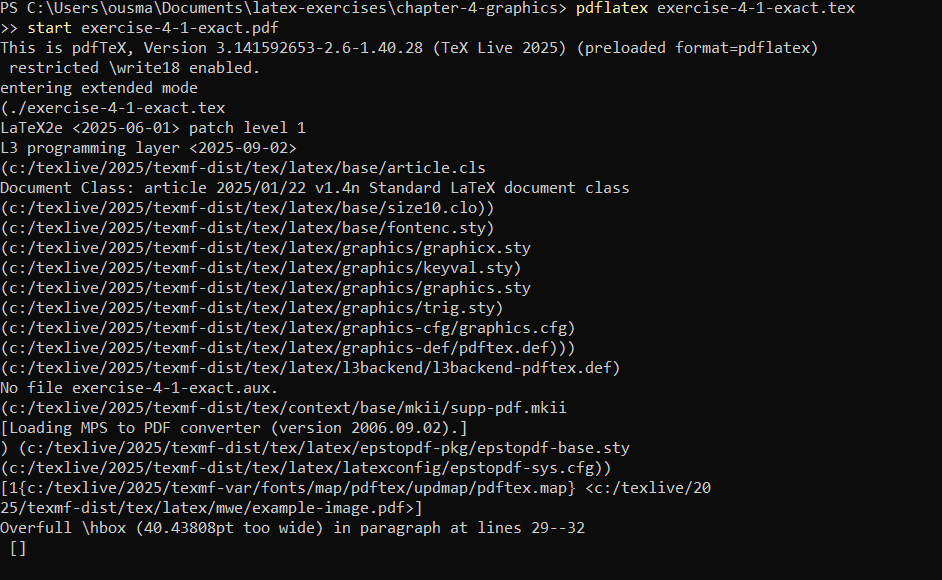 PS C:\Users\ousma\Documents\latex-exercises\chapter-4-graphics> pdflatex exercise-4-1-exact.tex
>> start exercise-4-1-exact.pdf
This is pdfTeX, Version 3.141592653-2.6-1.40.28 (TeX Live 2025) (preloaded format=pdflatex)
 restricted \write18 enabled.
entering extended mode
(./exercise-4-1-exact.tex
LaTeX2e <2025-06-01> patch level 1
L3 programming layer <2025-09-02>
(c:/texlive/2025/texmf-dist/tex/latex/base/article.cls
Document Class: article 2025/01/22 v1.4n Standard LaTeX document class
(c:/texlive/2025/texmf-dist/tex/latex/base/size10.clo))
(c:/texlive/2025/texmf-dist/tex/latex/base/fontenc.sty)
(c:/texlive/2025/texmf-dist/tex/latex/graphics/graphicx.sty
(c:/texlive/2025/texmf-dist/tex/latex/graphics/keyval.sty)
(c:/texlive/2025/texmf-dist/tex/latex/graphics/graphics.sty
(c:/texlive/2025/texmf-dist/tex/latex/graphics/trig.sty)
(c:/texlive/2025/texmf-dist/tex/latex/graphics-cfg/graphics.cfg)
(c:/texlive/2025/texmf-dist/tex/latex/graphics-def/pdftex.def)))
(c:/texlive/2025/texmf-dist/tex/latex/l3backend/l3backend-pdftex.def)
No file exercise-4-1-exact.aux.
(c:/texlive/2025/texmf-dist/tex/context/base/mkii/supp-pdf.mkii
[Loading MPS to PDF converter (version 2006.09.02).]
) (c:/texlive/2025/texmf-dist/tex/latex/epstopdf-pkg/epstopdf-base.sty
(c:/texlive/2025/texmf-dist/tex/latex/latexconfig/epstopdf-sys.cfg))
[1{c:/texlive/2025/texmf-var/fonts/map/pdftex/updmap/pdftex.map} <c:/texlive/20
25/texmf-dist/tex/latex/mwe/example-image.pdf>]
Overfull \hbox (40.43808pt too wide) in paragraph at lines 29--32
 []